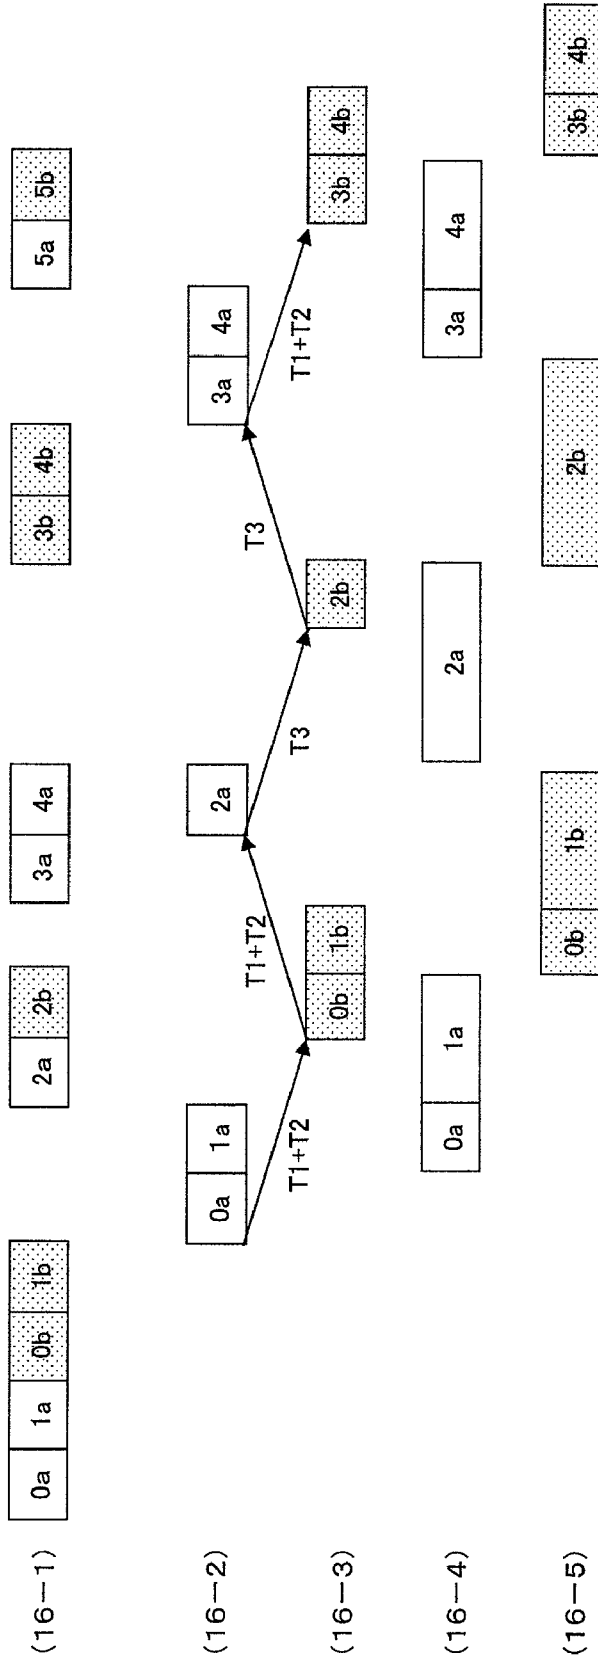 (16-1) 0a 1a 0b 1b 2a 2b 3a 4a 3b 4b 5a 5b
(16-2) 0a 1a 2a 3a 4a
T1+T2 T1+T2 T3 T3 T1+T2
(16-3) 0b 1b 2b 3b 4b
(16-4) 0a 1a 2a 3a 4a
(16-5) 0b 1b 2b 3b 4b